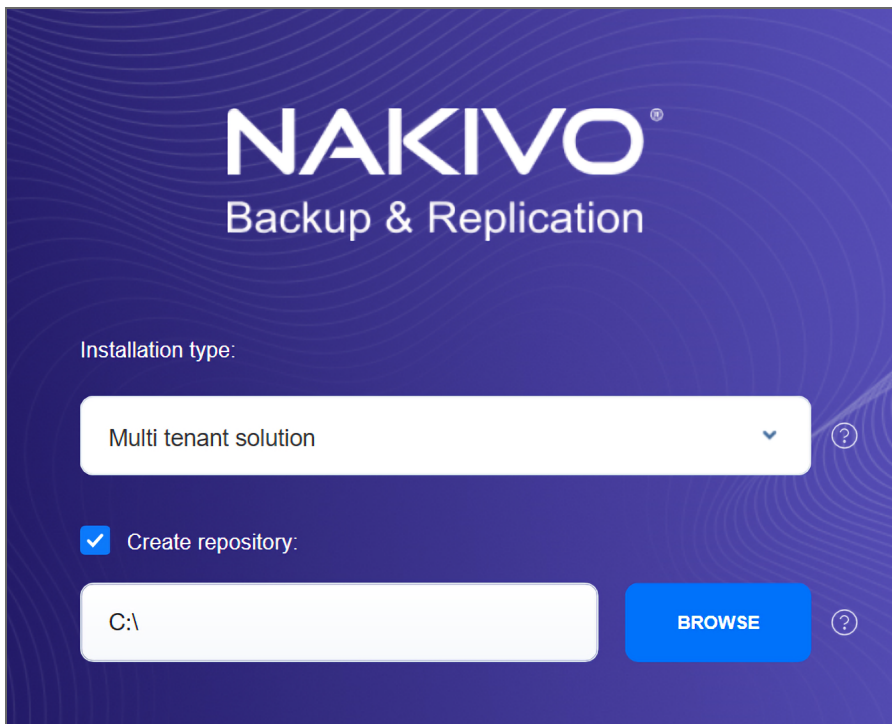 NAKIVO®
Backup & Replication
Installation type:
Multi tenant solution
?
Create repository:
C:\
BROWSE
?